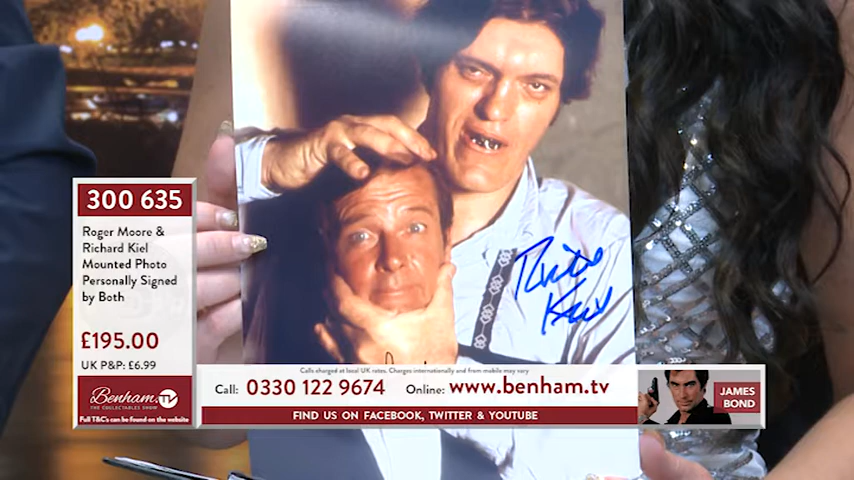 300 635
Roger Moore &
Richard Kiel
Mounted Photo
Personally Signed
by Both
£195.00
UK P&P: £6.99
Benham TV
THE COLLECTABLES SHOW
Full T&C's can be found on the website
Richard Kiel
Calls charged at local UK rates. Charges internationally and from mobile may vary
Call: 0330 122 9674 Online: www.benham.tv
FIND US ON FACEBOOK, TWITTER & YOUTUBE
JAMES
BOND